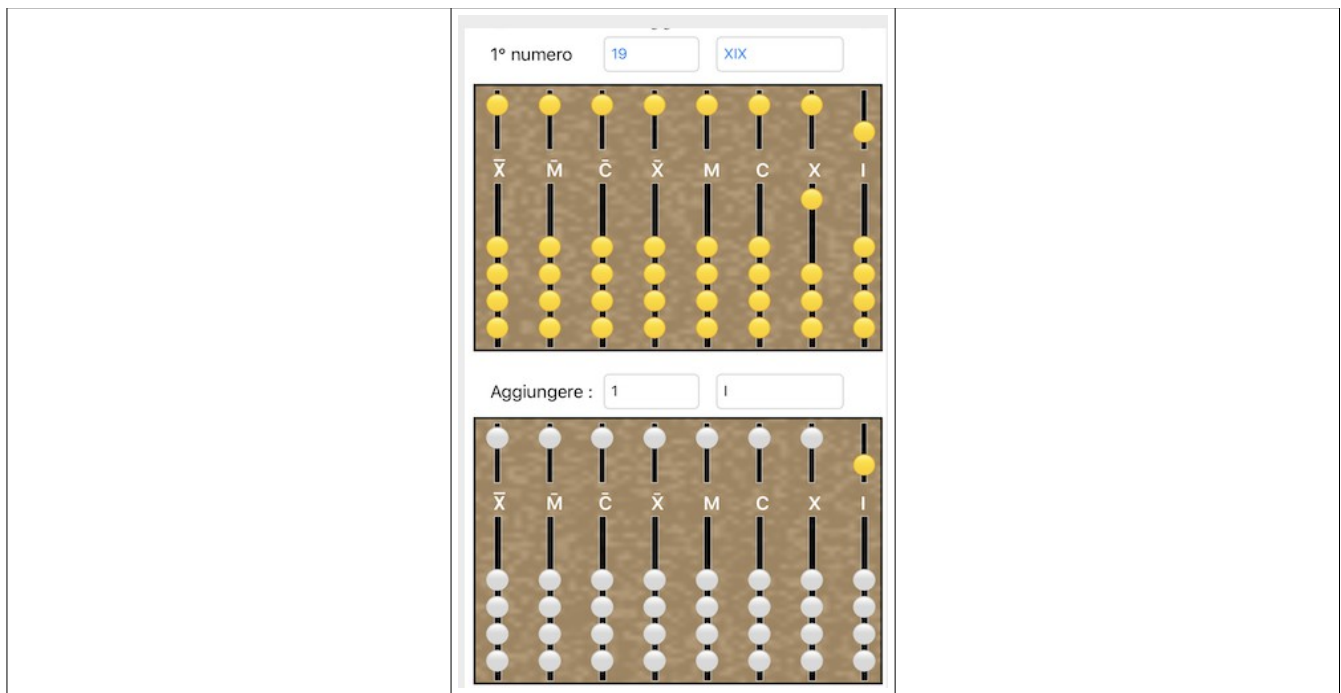 1° numero 19 XIX
X̿ M̄ C̄ X̄ M C X I
Aggiungere : 1 I
X̿ M̄ C̄ X̄ M C X I